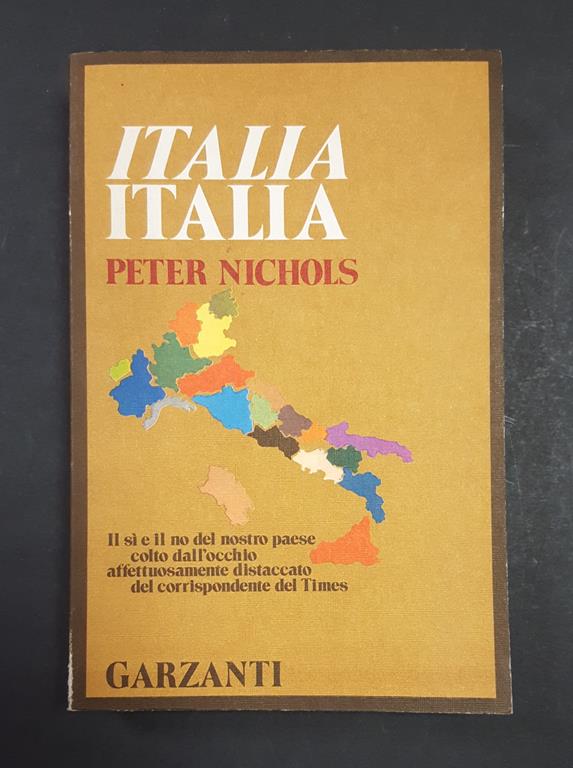 ITALIA
ITALIA
PETER NICHOLS
Il sì e il no del nostro paese
colto dall'occhio
affettuosamente distaccato
del corrispondente del Times
GARZANTI